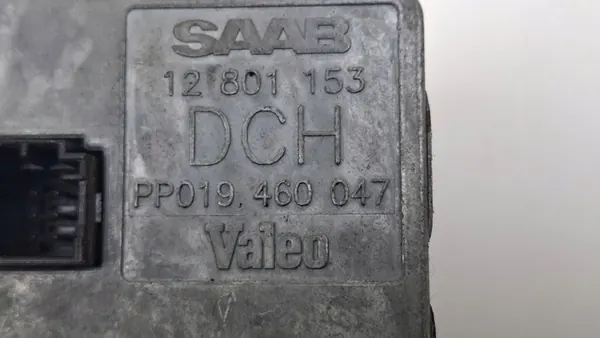 SAAB
12 801 153
DCH
PP019.460 047
Valeo